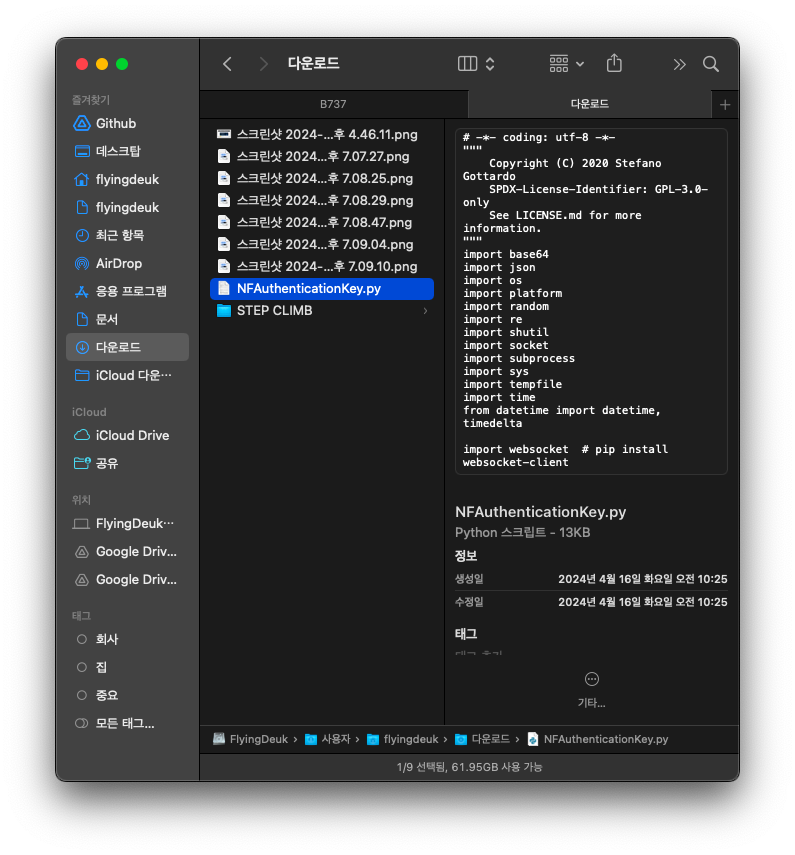 다운로드
즐겨찾기
Github
데스크탑
flyingdeuk
flyingdeuk
최근 항목
AirDrop
응용 프로그램
문서
다운로드
iCloud 다운…
iCloud
iCloud Drive
공유
위치
FlyingDeuk…
Google Driv...
Google Driv...
태그
회사
집
중요
모든 태그...
B737
다운로드
스크린샷 2024-...후 4.46.11.png
스크린샷 2024...후 7.07.27.png
스크린샷 2024...후 7.08.25.png
스크린샷 2024...후 7.08.29.png
스크린샷 2024...후 7.08.47.png
스크린샷 2024...후 7.09.04.png
스크린샷 2024-...후 7.09.10.png
NFAuthenticationKey.py
STEP CLIMB
# -*- coding: utf-8 -*-
"""
Copyright (C) 2020 Stefano
Gottardo
SPDX-License-Identifier: GPL-3.0-
only
See LICENSE.md for more
information.
"""
import base64
import json
import os
import platform
import random
import re
import shutil
import socket
import subprocess
import sys
import tempfile
import time
from datetime import datetime,
timedelta
import websocket  # pip install
websocket-client
NFAuthenticationKey.py
Python 스크립트 - 13KB
정보
생성일 2024년 4월 16일 화요일 오전 10:25
수정일 2024년 4월 16일 화요일 오전 10:25
태그
태그 추가
기타...
FlyingDeuk › 사용자 › flyingdeuk › 다운로드 › NFAuthenticationKey.py
1/9 선택됨, 61.95GB 사용 가능